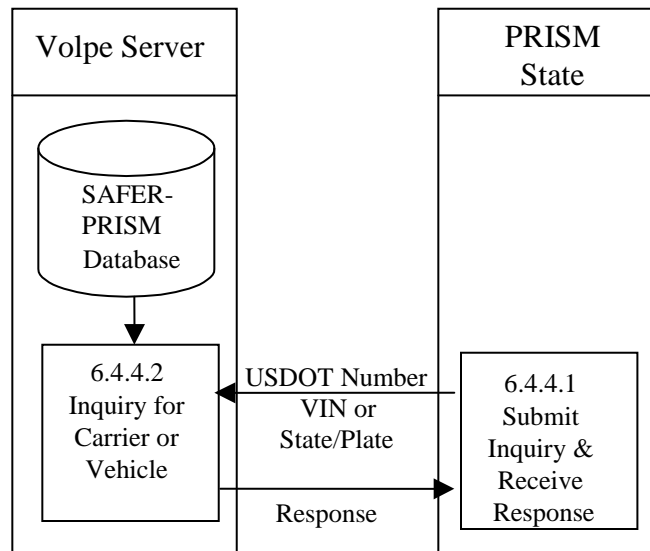 Volpe Server
PRISM
State
SAFER-
PRISM
Database
6.4.4.2
Inquiry for
Carrier or
Vehicle
USDOT Number
VIN or
State/Plate
Response
6.4.4.1
Submit
Inquiry &
Receive
Response